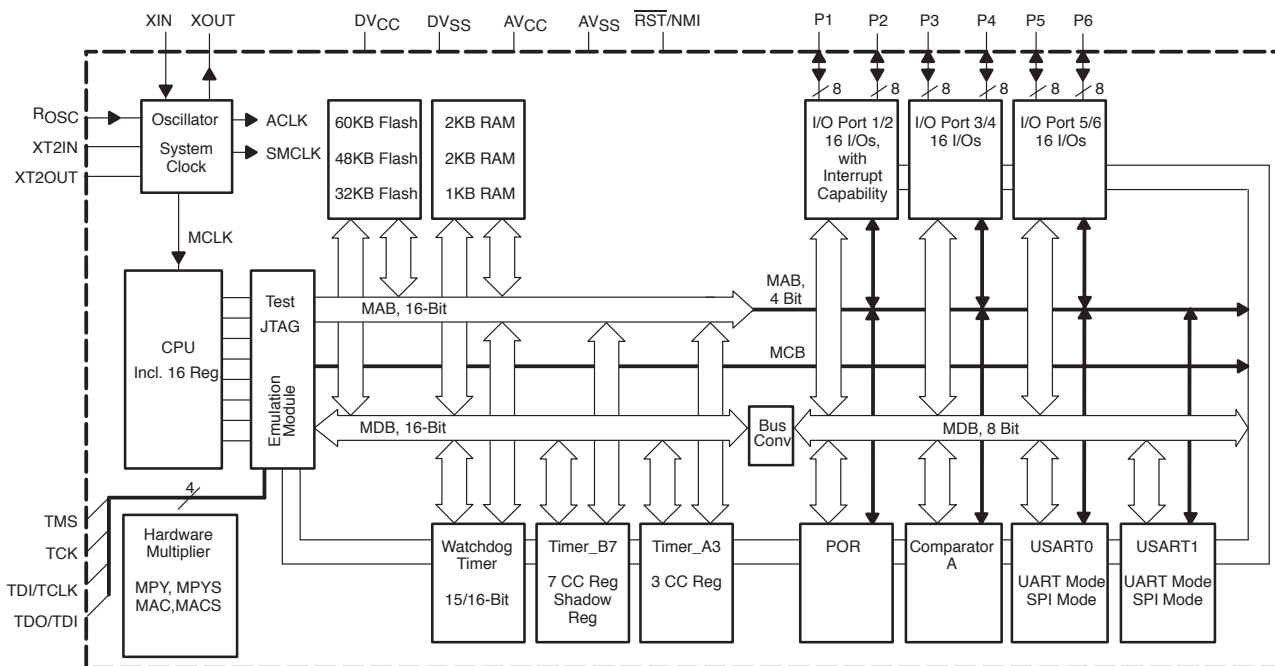 XIN XOUT DVCC DVSS AVCC AVSS RST/NMI P1 P2 P3 P4 P5 P6
8 8 8 8 8 8
ROSC
XT2IN
XT2OUT
Oscillator
System
Clock
ACLK
SMCLK
MCLK
60KB Flash
48KB Flash
32KB Flash
2KB RAM
2KB RAM
1KB RAM
I/O Port 1/2
16 I/Os,
with
Interrupt
Capability
I/O Port 3/4
16 I/Os
I/O Port 5/6
16 I/Os
CPU
Incl. 16 Reg.
Test
JTAG
Emulation
Module
MAB, 16-Bit
MAB,
4 Bit
MCB
MDB, 16-Bit
Bus
Conv
MDB, 8 Bit
4
TMS
TCK
TDI/TCLK
TDO/TDI
Hardware
Multiplier
MPY, MPYS
MAC,MACS
Watchdog
Timer
15/16-Bit
Timer_B7
7 CC Reg
Shadow
Reg
Timer_A3
3 CC Reg
POR
Comparator
A
USART0
UART Mode
SPI Mode
USART1
UART Mode
SPI Mode